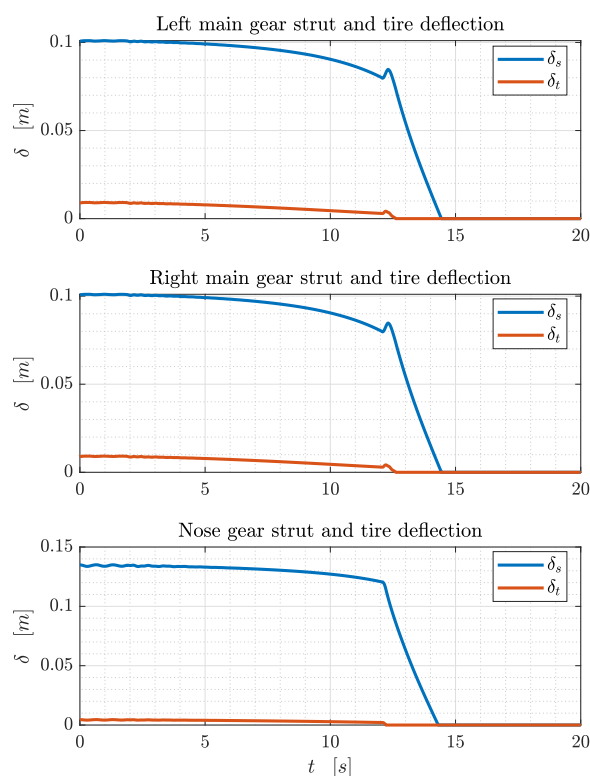 Left main gear strut and tire deflection
0.1
δs
δt
0.05
δ [m]
0
0 5 10 15 20
Right main gear strut and tire deflection
0.1
δs
δt
0.05
δ [m]
0
0 5 10 15 20
Nose gear strut and tire deflection
0.15
δs
δt
0.1
δ [m]
0.05
0
0 5 10 15 20
t [s]